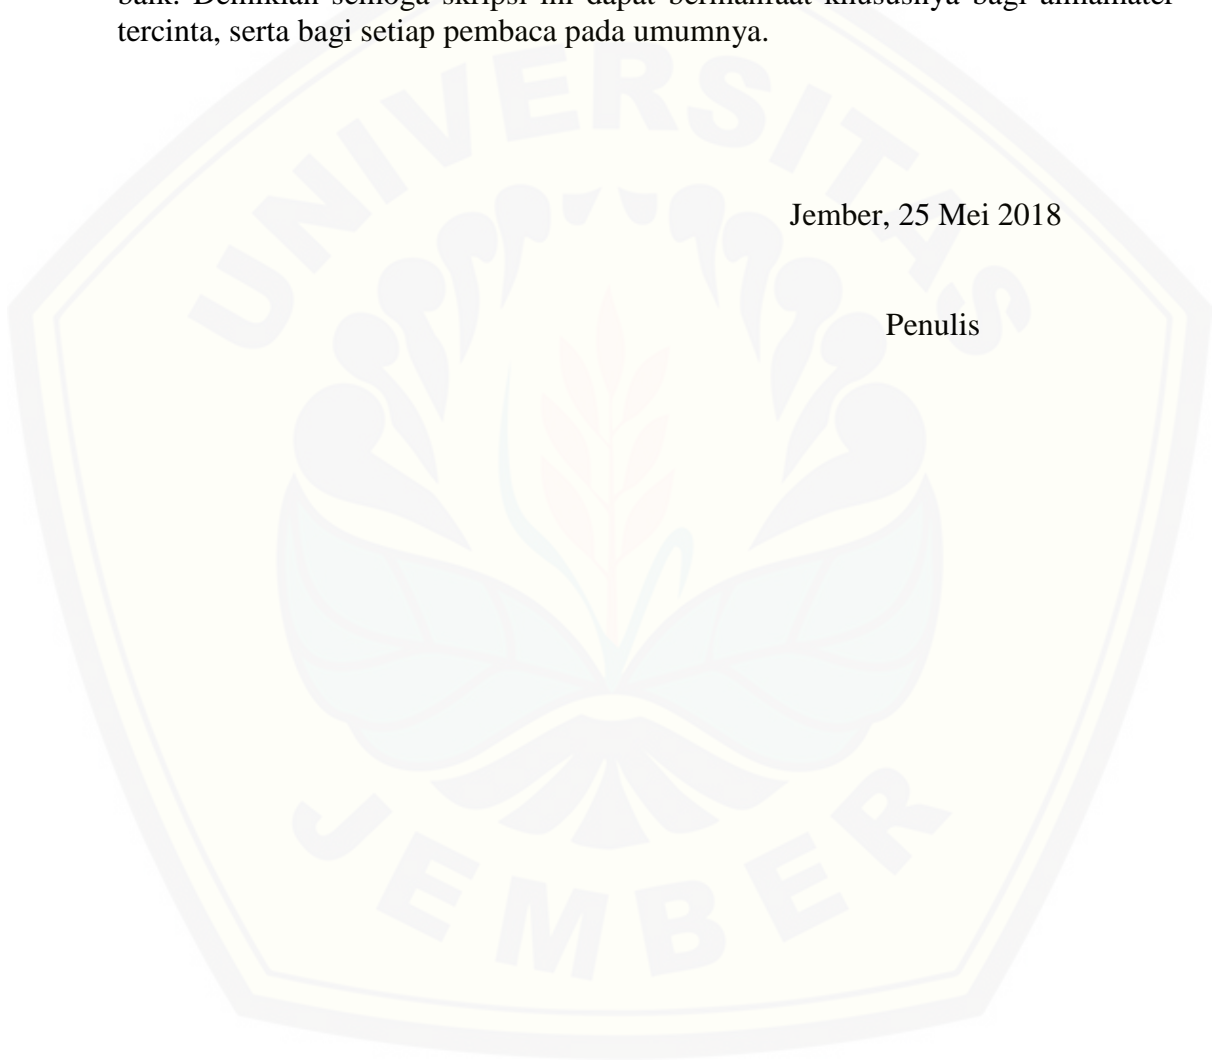 baik. Demikian semoga skripsi ini dapat bermanfaat khususnya bagi almamater
tercinta, serta bagi setiap pembaca pada umumnya.
UNIVERSITAS
Jember, 25 Mei 2018
Penulis
JEMBER